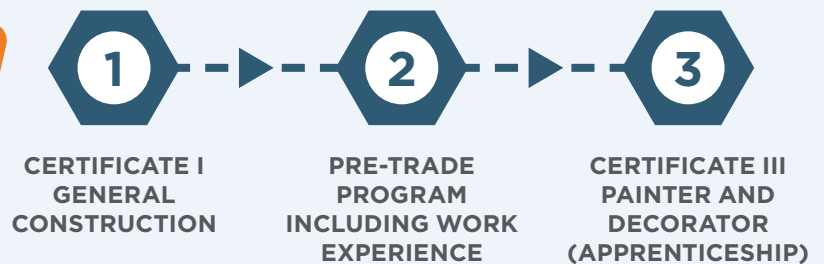 1
2
3
CERTIFICATE I
GENERAL
CONSTRUCTION
PRE-TRADE
PROGRAM
INCLUDING WORK
EXPERIENCE
CERTIFICATE III
PAINTER AND
DECORATOR
(APPRENTICESHIP)